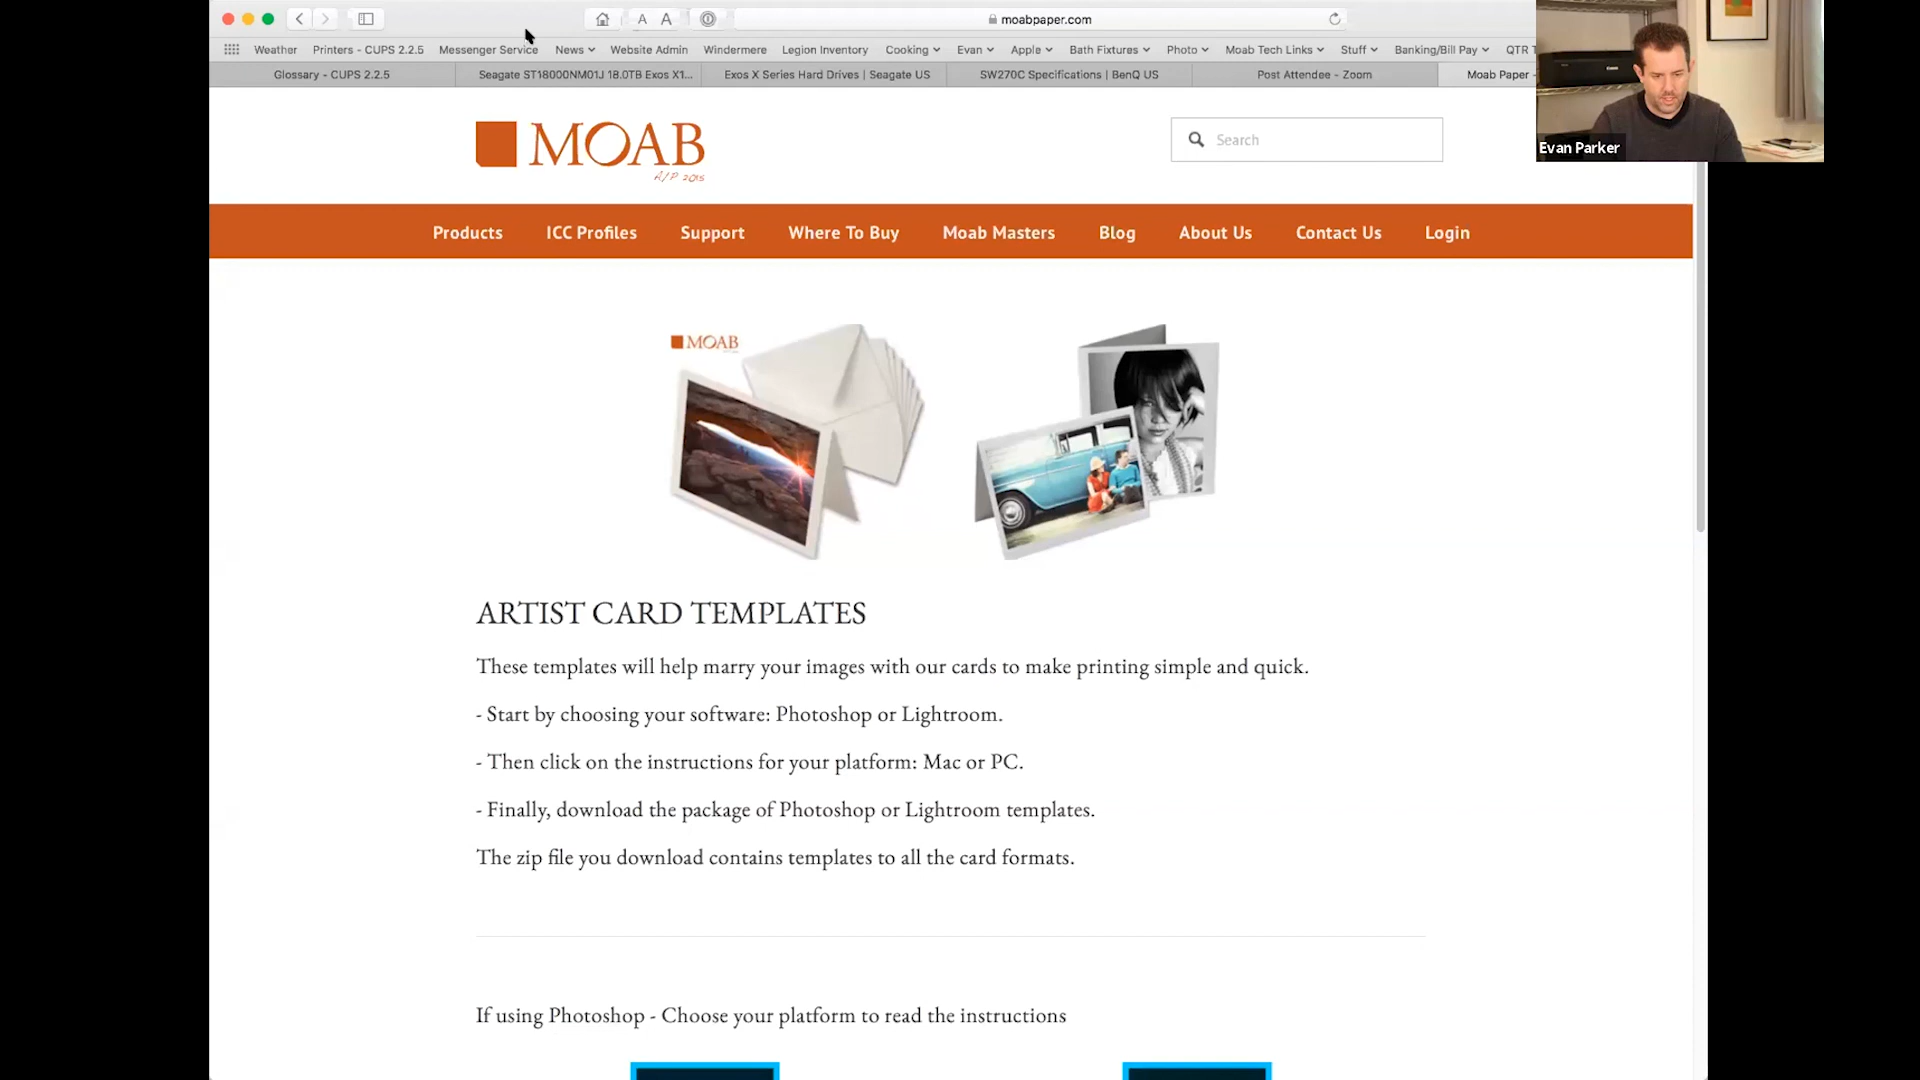 moabpaper.com
Weather Printers - CUPS 2.2.5 Messenger Service News Website Admin Windermere Legion Inventory Cooking Evan Apple Bath Fixtures Photo Moab Tech Links Stuff Banking/Bill Pay QTR
Glossary - CUPS 2.2.5 Seagate ST18000NM01J 18.0TB Exos X1... Exos X Series Hard Drives | Seagate US SW270C Specifications | BenQ US Post Attendee - Zoom Moab Paper -
Canon
Evan Parker
MOAB
A/P 2015
Search
Products ICC Profiles Support Where To Buy Moab Masters Blog About Us Contact Us Login
MOAB
ARTIST CARD TEMPLATES
These templates will help marry your images with our cards to make printing simple and quick.
- Start by choosing your software: Photoshop or Lightroom.
- Then click on the instructions for your platform: Mac or PC.
- Finally, download the package of Photoshop or Lightroom templates.
The zip file you download contains templates to all the card formats.
If using Photoshop - Choose your platform to read the instructions